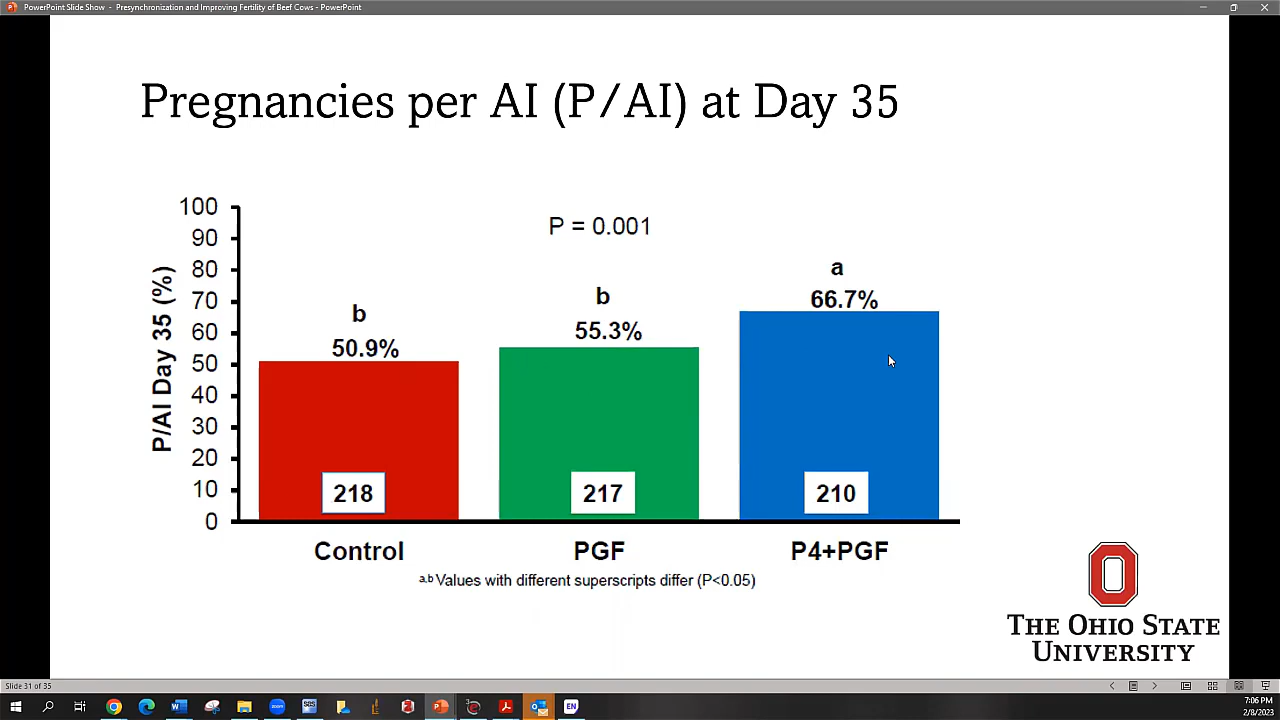 PowerPoint Slide Show - Presynchronization and Improving Fertility of Beef Cows - PowerPoint
Pregnancies per AI (P/AI) at Day 35
P/AI Day 35 (%)
100
90
80
70
60
50
40
30
20
10
0
P = 0.001
b
50.9%
b
55.3%
a
66.7%
218
217
210
Control
PGF
P4+PGF
a,b Values with different superscripts differ (P<0.05)
THE OHIO STATE
UNIVERSITY
Slide 31 of 35
EN
7:06 PM
2/8/2023